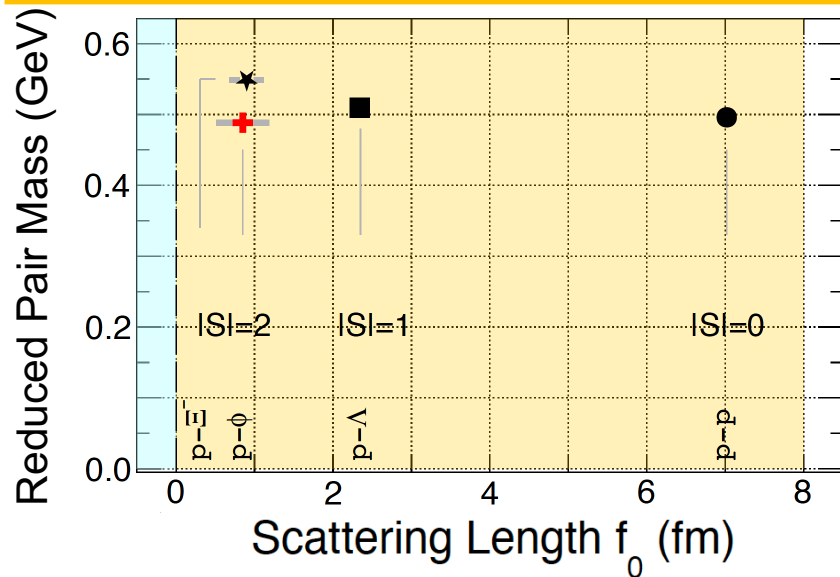 Reduced Pair Mass (GeV)
0.6
0.4
0.2
0.0
|S|=2
|S|=1
|S|=0
p–Ξ⁻
p–ϕ
p–Λ
p–p
0
2
4
6
8
Scattering Length f₀ (fm)